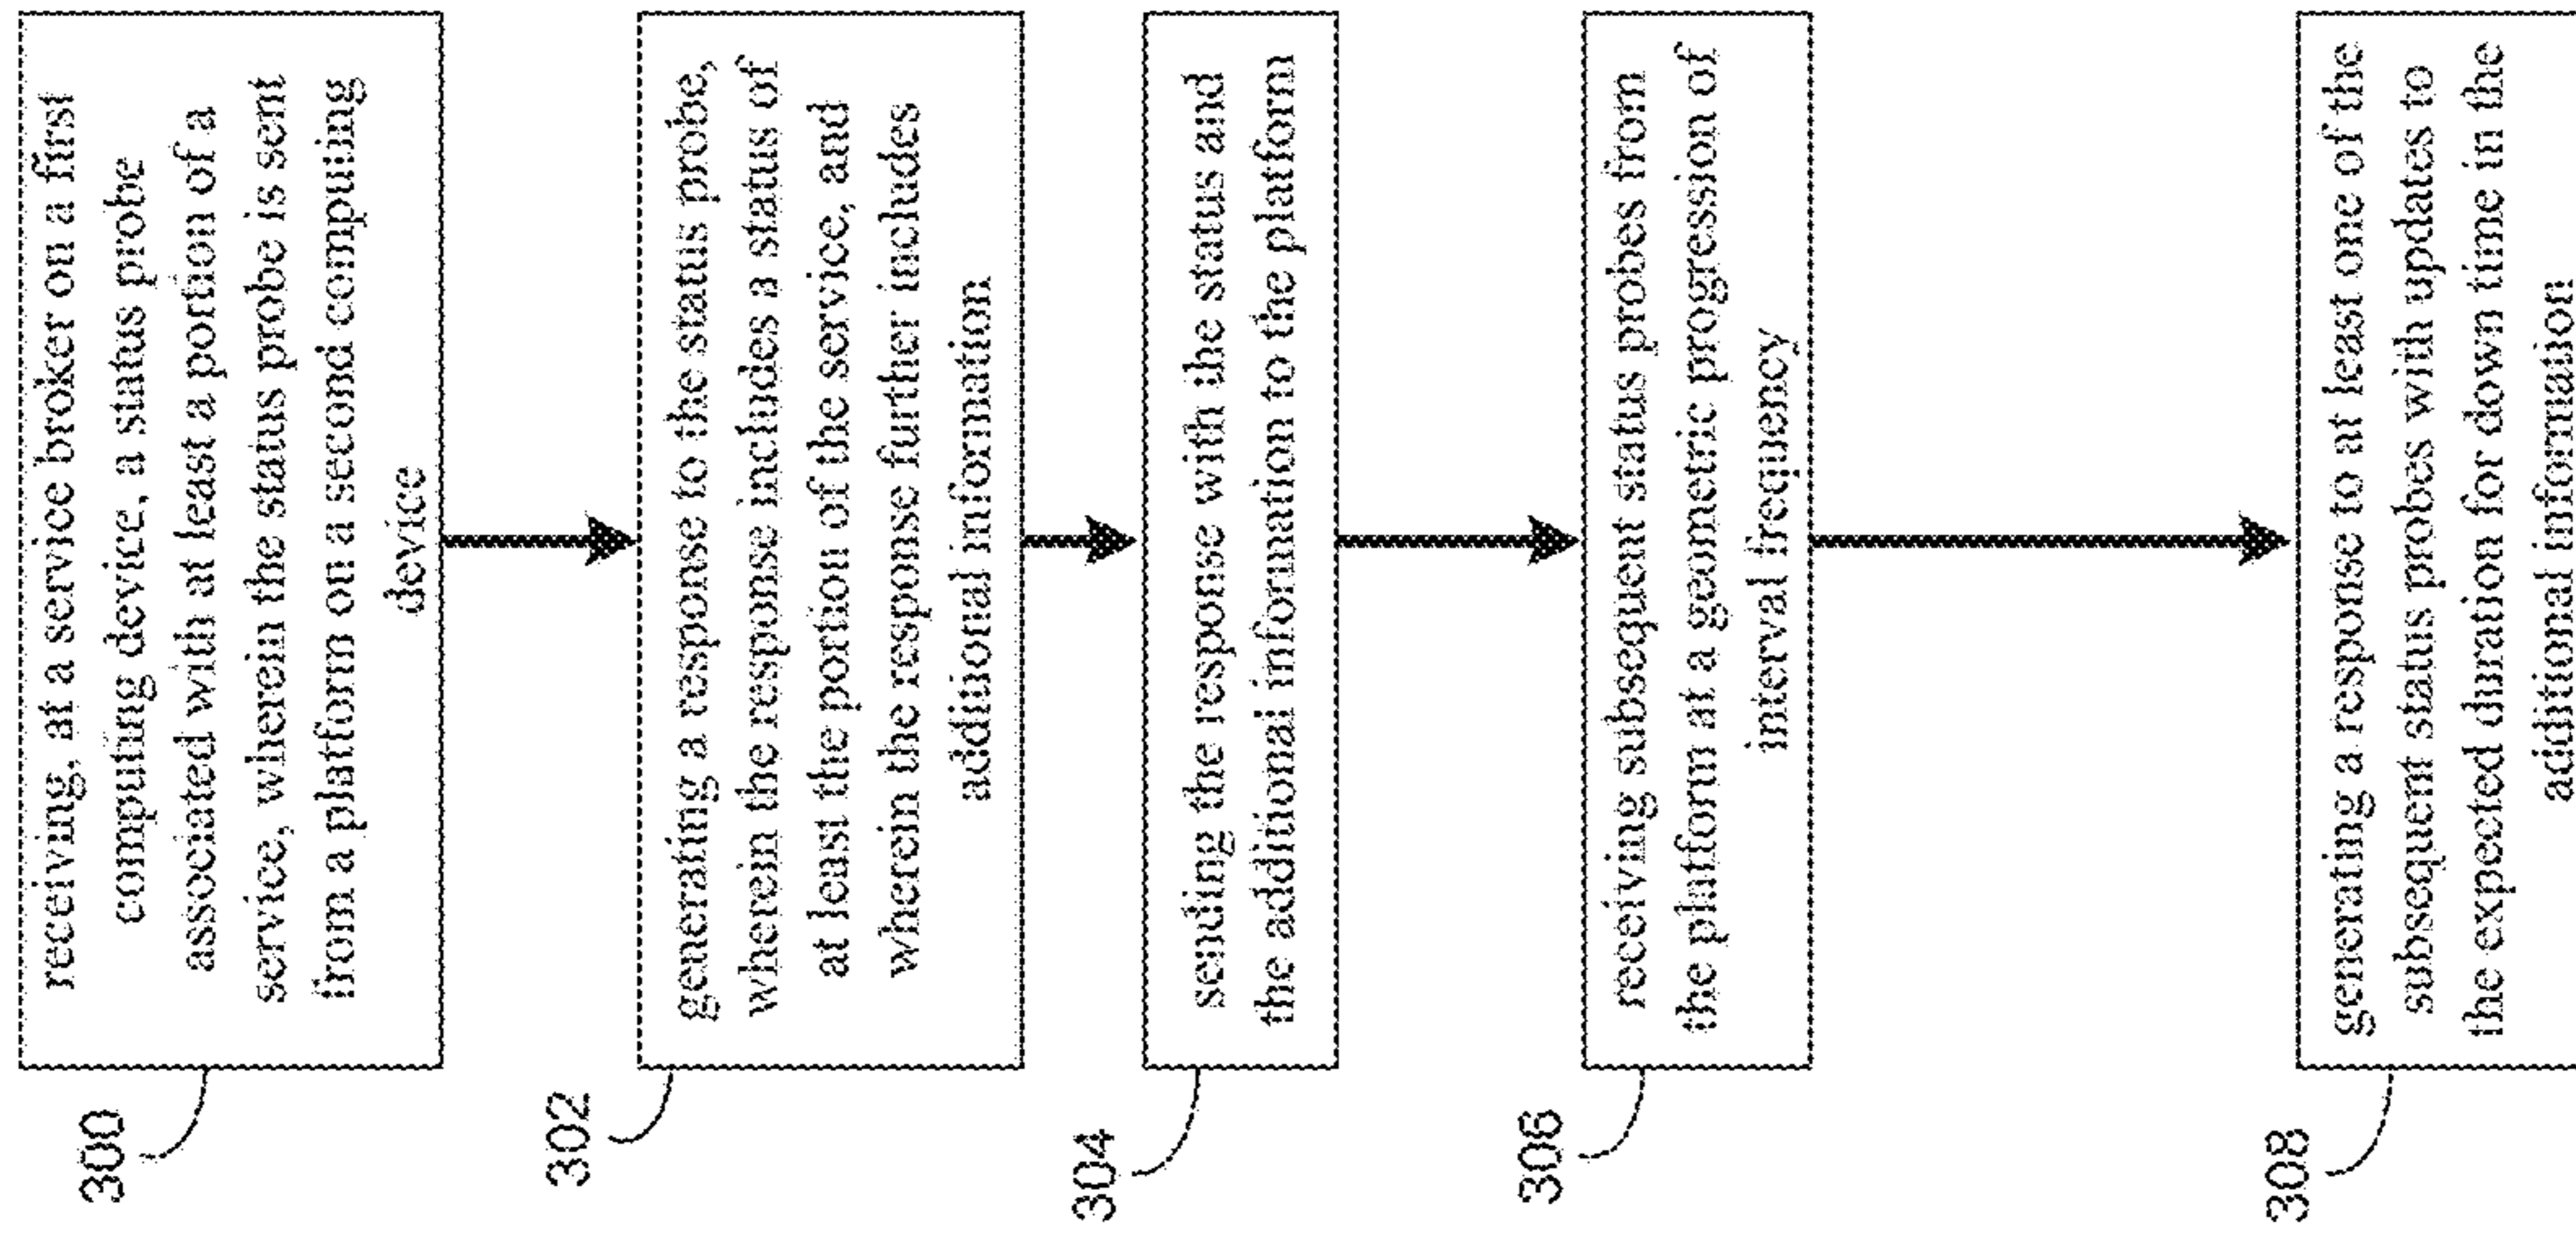 300
receiving, at a service broker on a first
computing device, a status probe
associated with at least a portion of a
service, wherein the status probe is sent
from a platform on a second computing
device
302
generating a response to the status probe,
wherein the response includes a status of
at least the portion of the service, and
wherein the response further includes
additional information
304
sending the response with the status and
the additional information to the platform
306
receiving subsequent status probes from
the platform at a geometric progression of
interval frequency
308
generating a response to at least one of the
subsequent status probes with updates to
the expected duration for down time in the
additional information